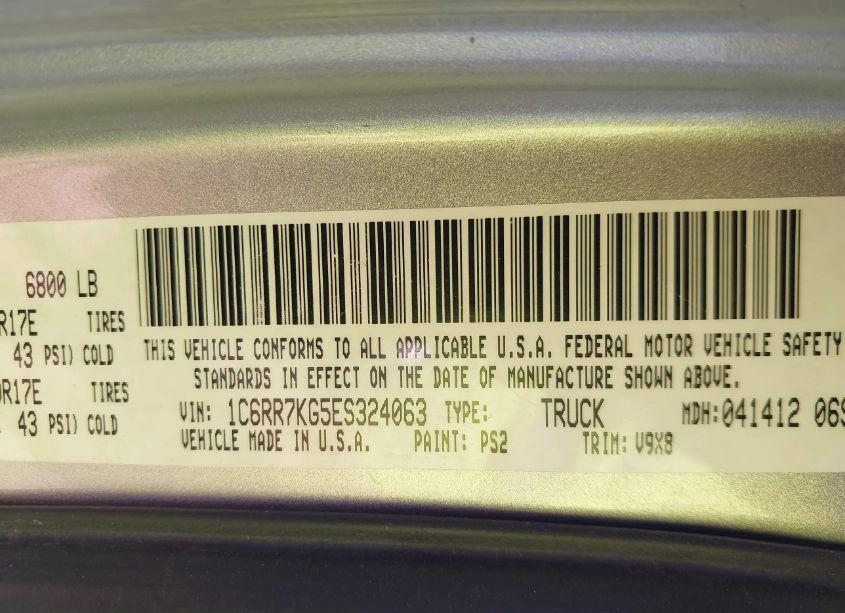 6800 LB
R17E TIRES
43 PSI) COLD
0R17E TIRES
43 PSI) COLD
THIS VEHICLE CONFORMS TO ALL APPLICABLE U.S.A. FEDERAL MOTOR VEHICLE SAFETY
STANDARDS IN EFFECT ON THE DATE OF MANUFACTURE SHOWN ABOVE.
VIN: 1C6RR7KG5ES324063 TYPE: TRUCK MDH:041412 06S
VEHICLE MADE IN U.S.A. PAINT: PS2 TRIM: V9X8